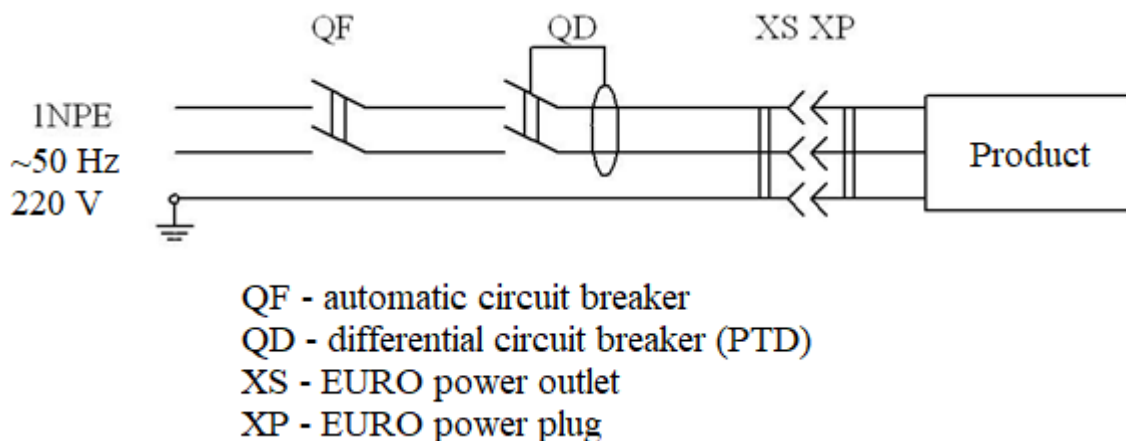 QF QD XS XP
1NPE
~50 Hz
220 V
Product
QF - automatic circuit breaker
QD - differential circuit breaker (PTD)
XS - EURO power outlet
XP - EURO power plug